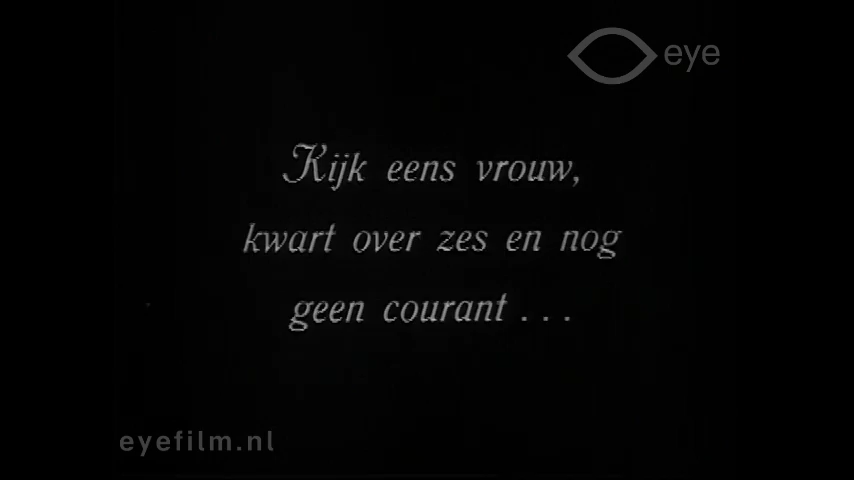 eye
Kijk eens vrouw,
kwart over zes en nog
geen courant...
eyefilm.nl